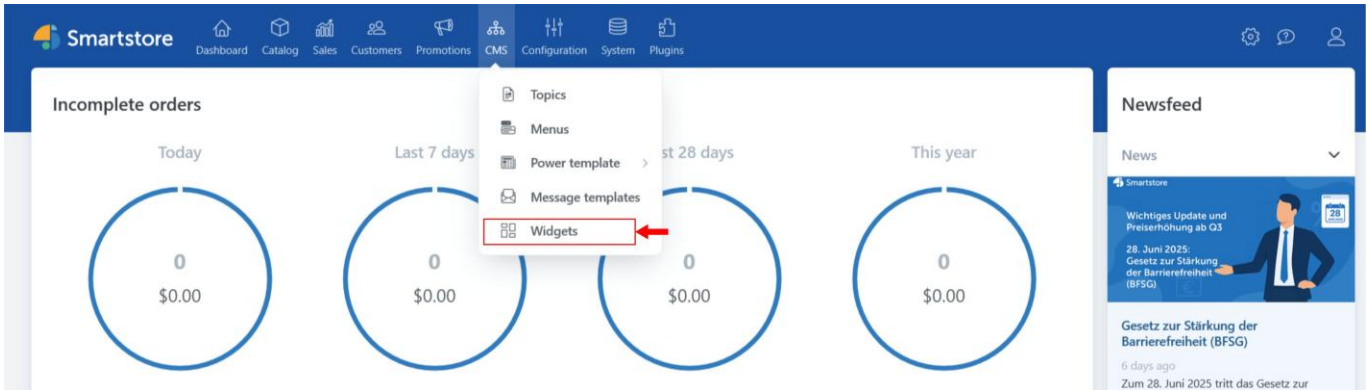 Smartstore
Dashboard Catalog Sales Customers Promotions CMS Configuration System Plugins
Incomplete orders
Today
Last 7 days
st 28 days
This year
0
$0.00
0
$0.00
0
$0.00
0
$0.00
Topics
Menus
Power template
Message templates
Widgets
Newsfeed
News
Smartstore
Wichtiges Update und
Preiserhöhung ab Q3
28. Juni 2025:
Gesetz zur Stärkung
der Barrierefreiheit
(BFSG)
28
Gesetz zur Stärkung der
Barrierefreiheit (BFSG)
6 days ago
Zum 28. Juni 2025 tritt das Gesetz zur